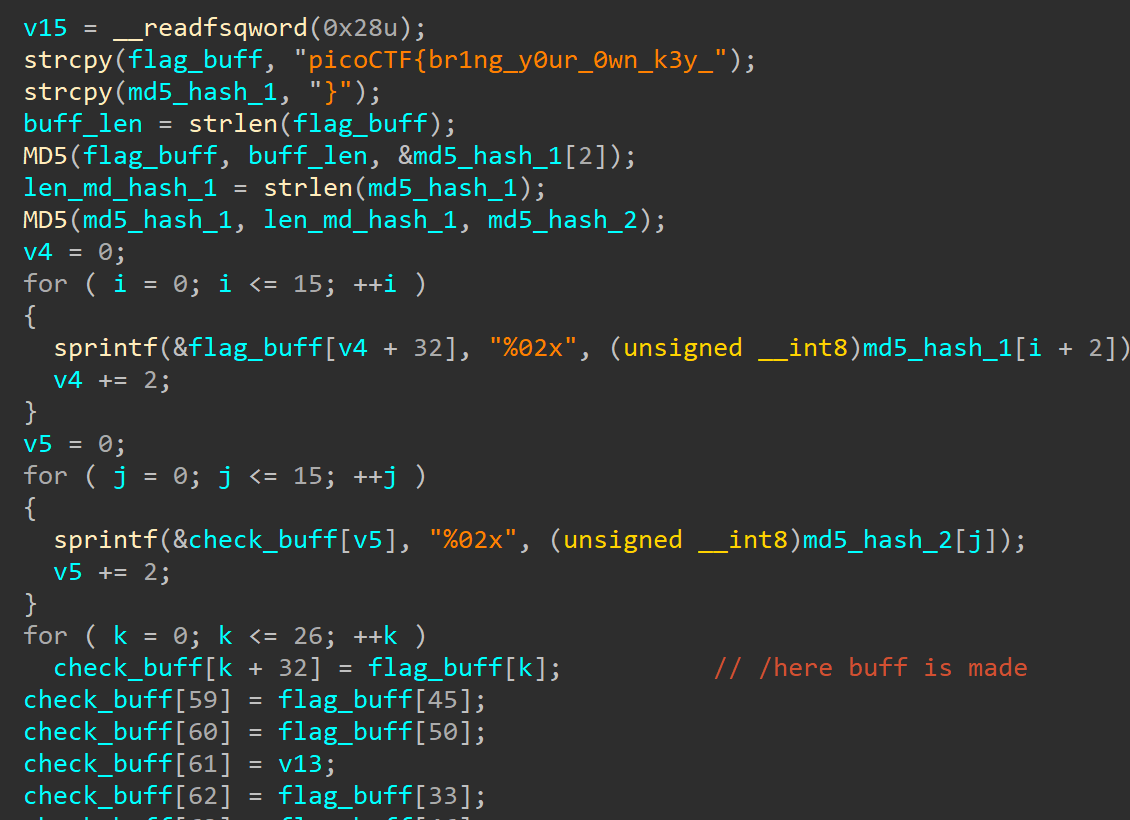 v15 = __readfsqword(0x28u);
strcpy(flag_buff, "picoCTF{br1ng_y0ur_0wn_k3y_");
strcpy(md5_hash_1, "}");
buff_len = strlen(flag_buff);
MD5(flag_buff, buff_len, &md5_hash_1[2]);
len_md_hash_1 = strlen(md5_hash_1);
MD5(md5_hash_1, len_md_hash_1, md5_hash_2);
v4 = 0;
for ( i = 0; i <= 15; ++i )
{
  sprintf(&flag_buff[v4 + 32], "%02x", (unsigned __int8)md5_hash_1[i + 2])
  v4 += 2;
}
v5 = 0;
for ( j = 0; j <= 15; ++j )
{
  sprintf(&check_buff[v5], "%02x", (unsigned __int8)md5_hash_2[j]);
  v5 += 2;
}
for ( k = 0; k <= 26; ++k )
  check_buff[k + 32] = flag_buff[k];          // /here buff is made
check_buff[59] = flag_buff[45];
check_buff[60] = flag_buff[50];
check_buff[61] = v13;
check_buff[62] = flag_buff[33];